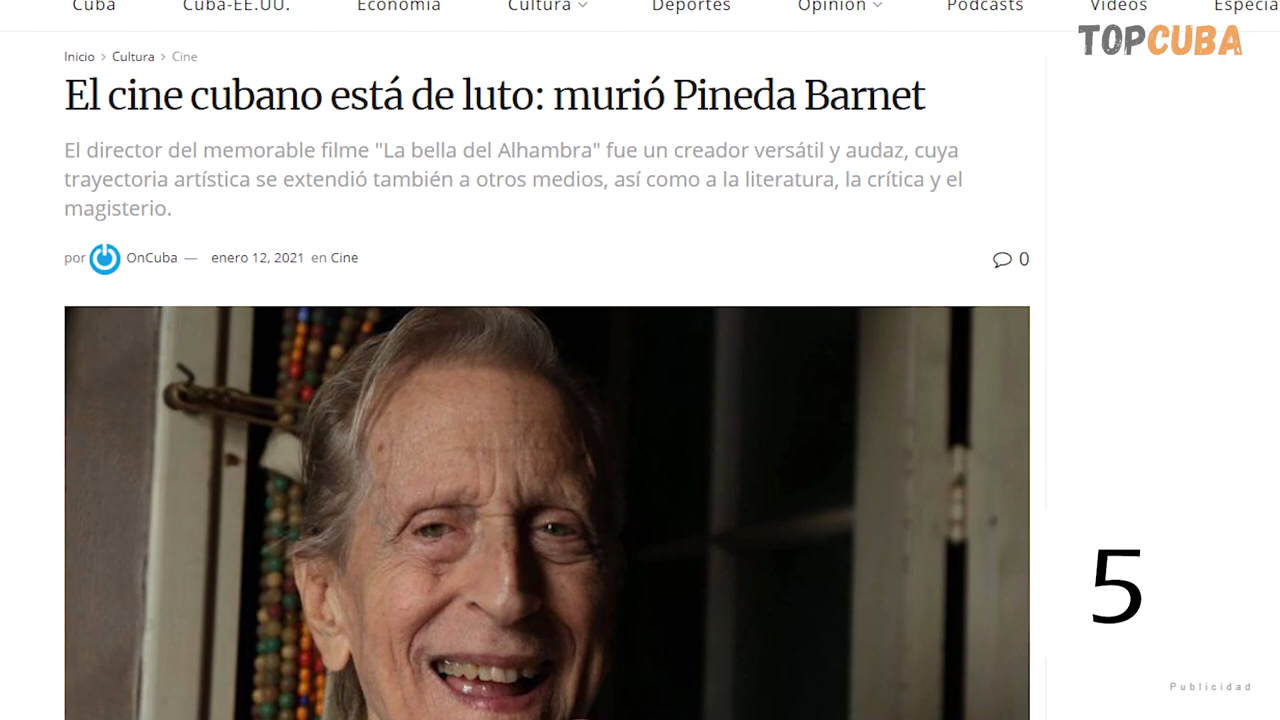 Cuba Cuba-EE.UU. Economía Cultura Deportes Opinión Podcasts Videos Especia
TOPCUBA
Inicio > Cultura > Cine
El cine cubano está de luto: murió Pineda Barnet
El director del memorable filme "La bella del Alhambra" fue un creador versátil y audaz, cuya
trayectoria artística se extendió también a otros medios, así como a la literatura, la crítica y el
magisterio.
por OnCuba — enero 12, 2021 en Cine
0
5
Publicidad